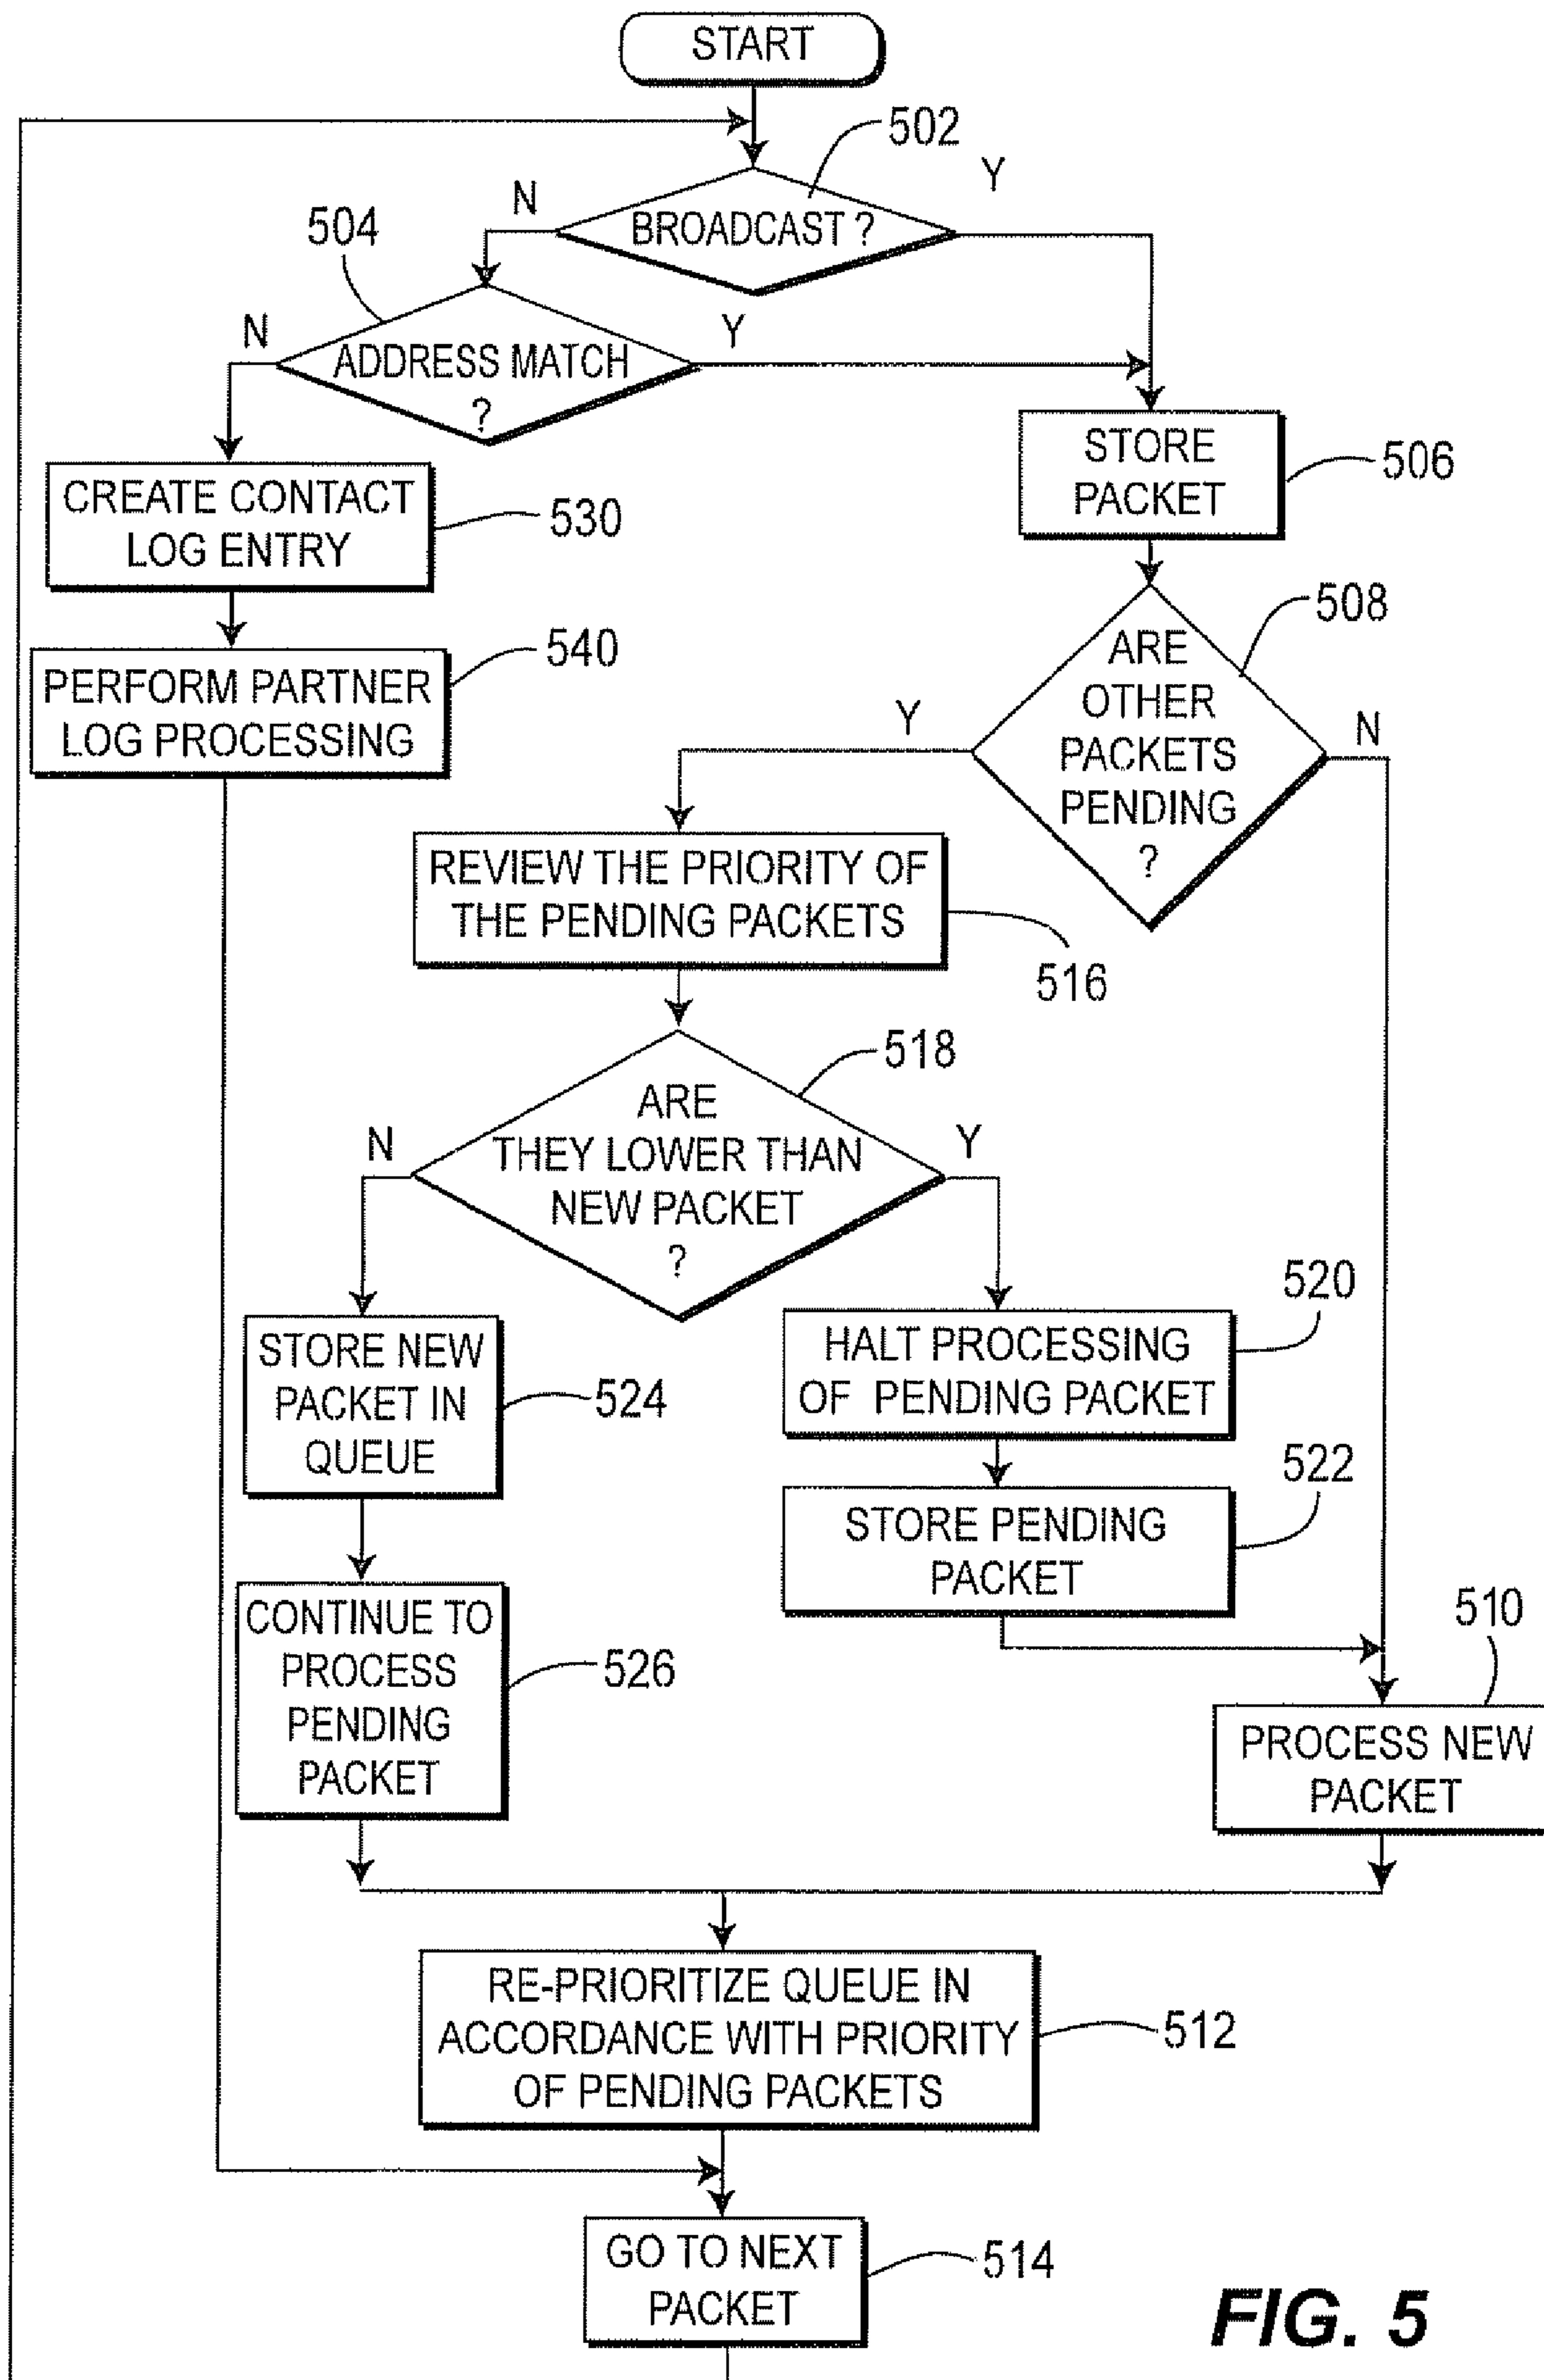 START
502
Y
N
BROADCAST ?
504
N
Y
ADDRESS MATCH
?
STORE
PACKET
506
CREATE CONTACT
LOG ENTRY
530
508
ARE
OTHER
PACKETS
PENDING
?
540
PERFORM PARTNER
LOG PROCESSING
Y
N
REVIEW THE PRIORITY OF
THE PENDING PACKETS
516
518
ARE
THEY LOWER THAN
NEW PACKET
?
N
Y
520
HALT PROCESSING
OF PENDING PACKET
STORE NEW
PACKET IN
QUEUE
524
522
STORE PENDING
PACKET
CONTINUE TO
PROCESS
PENDING
PACKET
526
510
PROCESS NEW
PACKET
RE-PRIORITIZE QUEUE IN
ACCORDANCE WITH PRIORITY
OF PENDING PACKETS
512
GO TO NEXT
PACKET
514
FIG. 5